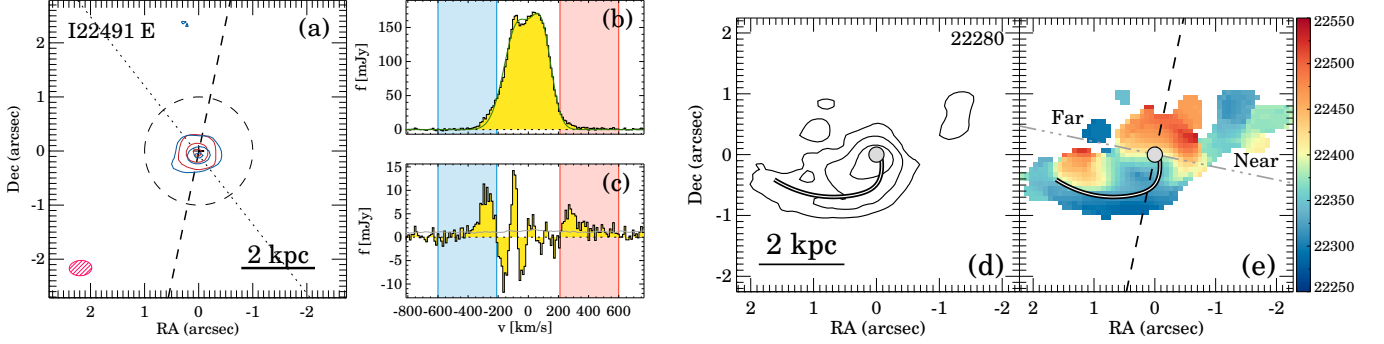 I22491 E
(a)
2 kpc
Dec (arcsec)
2
1
0
-1
-2
2
1
0
-1
-2
RA (arcsec)
(b)
f [mJy]
150
100
50
0
(c)
f [mJy]
15
10
5
0
-5
-10
-800
-600
-400
-200
0
200
400
600
v [km/s]
22280
(d)
2 kpc
Dec (arcsec)
2
1
0
-1
-2
2
1
0
-1
-2
RA (arcsec)
Far
Near
(e)
2
1
0
-1
-2
RA (arcsec)
22550
22500
22450
22400
22350
22300
22250